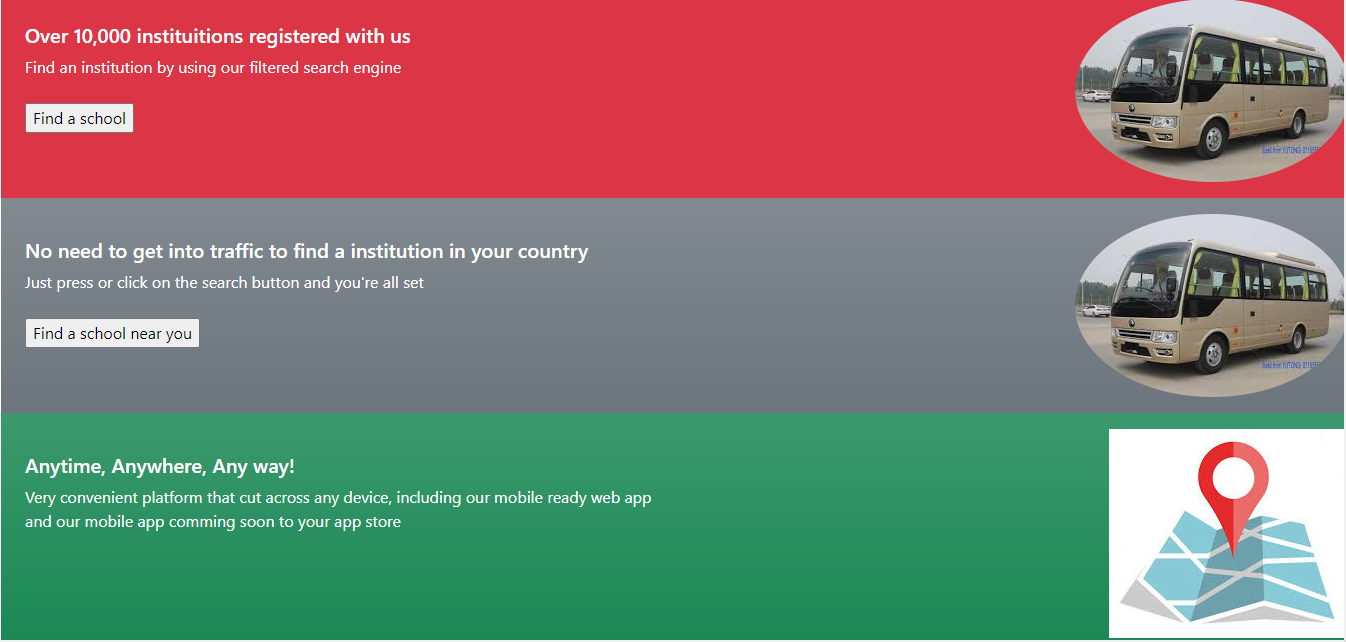 Over 10,000 instituitions registered with us
Find an institution by using our filtered search engine
Find a school
No need to get into traffic to find a institution in your country
Just press or click on the search button and you're all set
Find a school near you
Anytime, Anywhere, Any way!
Very convenient platform that cut across any device, including our mobile ready web app
and our mobile app comming soon to your app store